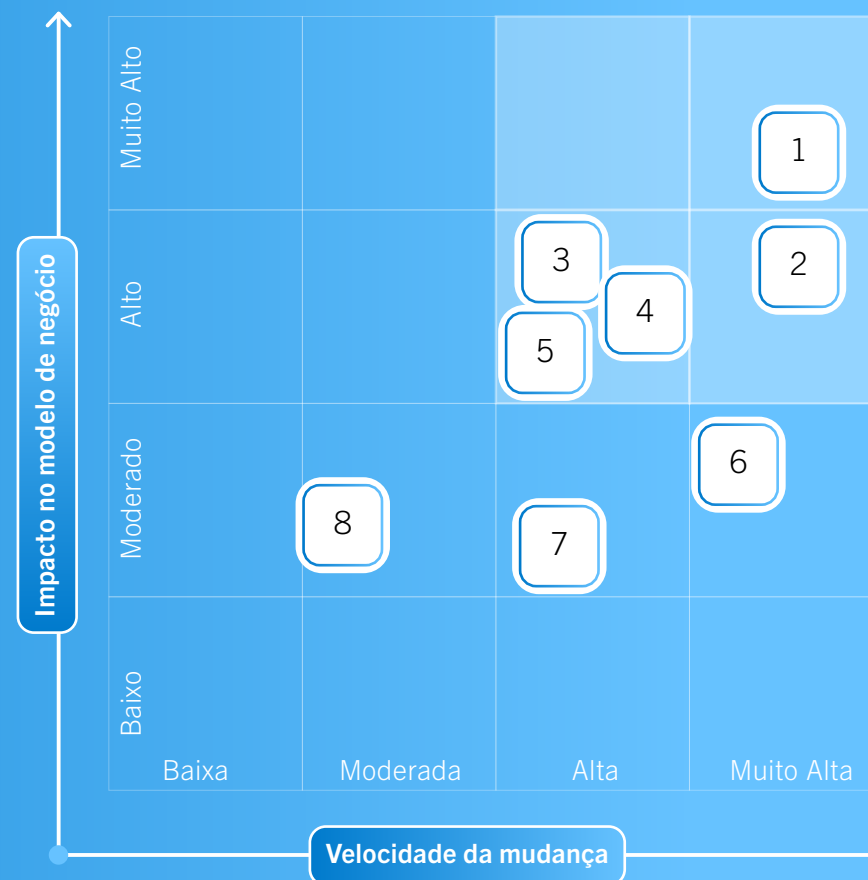 Impacto no modelo de negócio
Muito Alto
1
Alto
3
2
4
5
Moderado
6
8
7
Baixo
Baixa
Moderada
Alta
Muito Alta
Velocidade da mudança